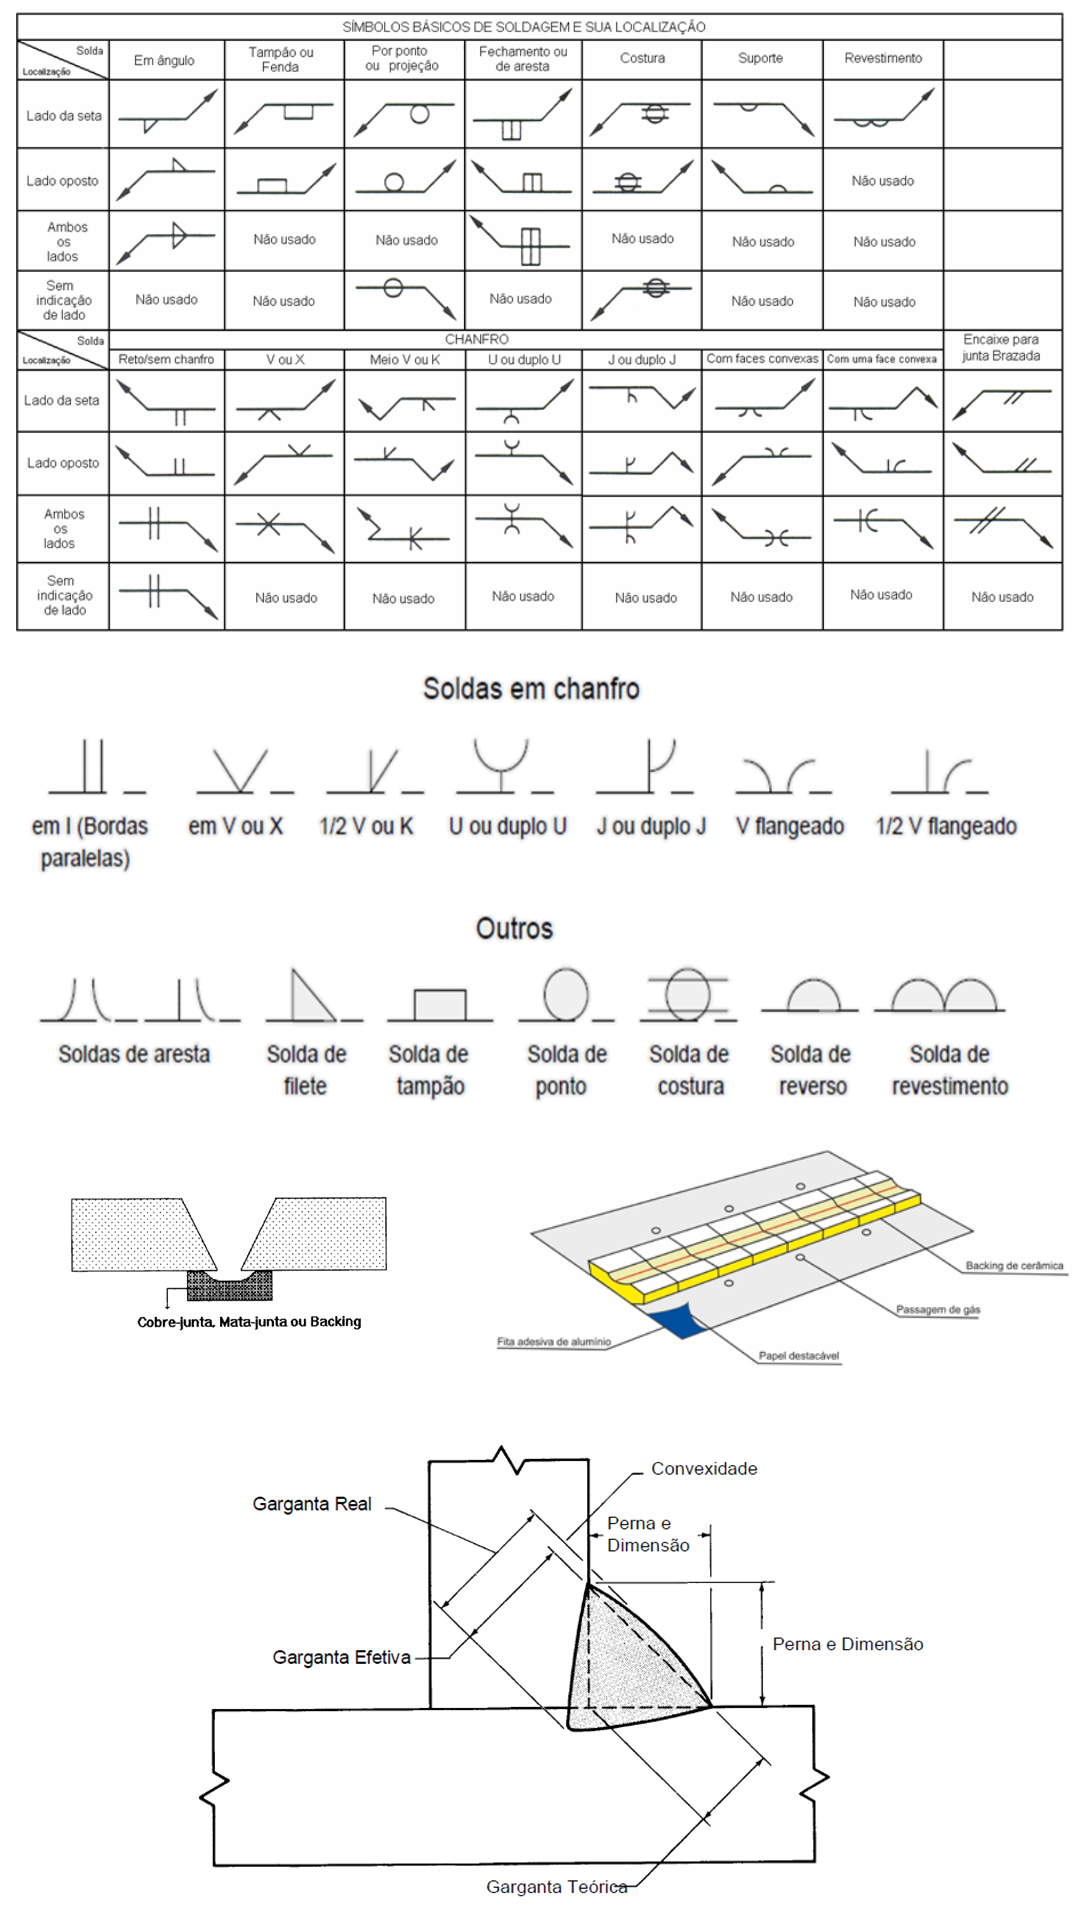 SÍMBOLOS BÁSICOS DE SOLDAGEM E SUA LOCALIZAÇÃO
Solda
Localização
Em ângulo
Tampão ou
Fenda
Por ponto
ou projeção
Fechamento ou
de aresta
Costura
Suporte
Revestimento
Lado da seta
Lado oposto
Não usado
Ambos
os
lados
Não usado
Não usado
Não usado
Não usado
Não usado
Sem
indicação
de lado
Não usado
Não usado
Não usado
Não usado
Não usado
Solda
Localização
CHANFRO
Encaixe para
junta Brazada
Reto/sem chanfro
V ou X
Meio V ou K
U ou duplo U
J ou duplo J
Com faces convexas
Com uma face convexa
Lado da seta
Lado oposto
Ambos
os
lados
Sem
indicação
de lado
Não usado
Não usado
Não usado
Não usado
Não usado
Não usado
Não usado
Soldas em chanfro
em I (Bordas
paralelas)
em V ou X
1/2 V ou K
U ou duplo U
J ou duplo J
V flangeado
1/2 V flangeado
Outros
Soldas de aresta
Solda de
filete
Solda de
tampão
Solda de
ponto
Solda de
costura
Solda de
reverso
Solda de
revestimento
Cobre-junta, Mata-junta ou Backing
Backing de cerâmica
Passagem de gás
Fita adesiva de alumínio
Papel destacável
Convexidade
Garganta Real
Perna e
Dimensão
Garganta Efetiva
Perna e Dimensão
Garganta Teórica